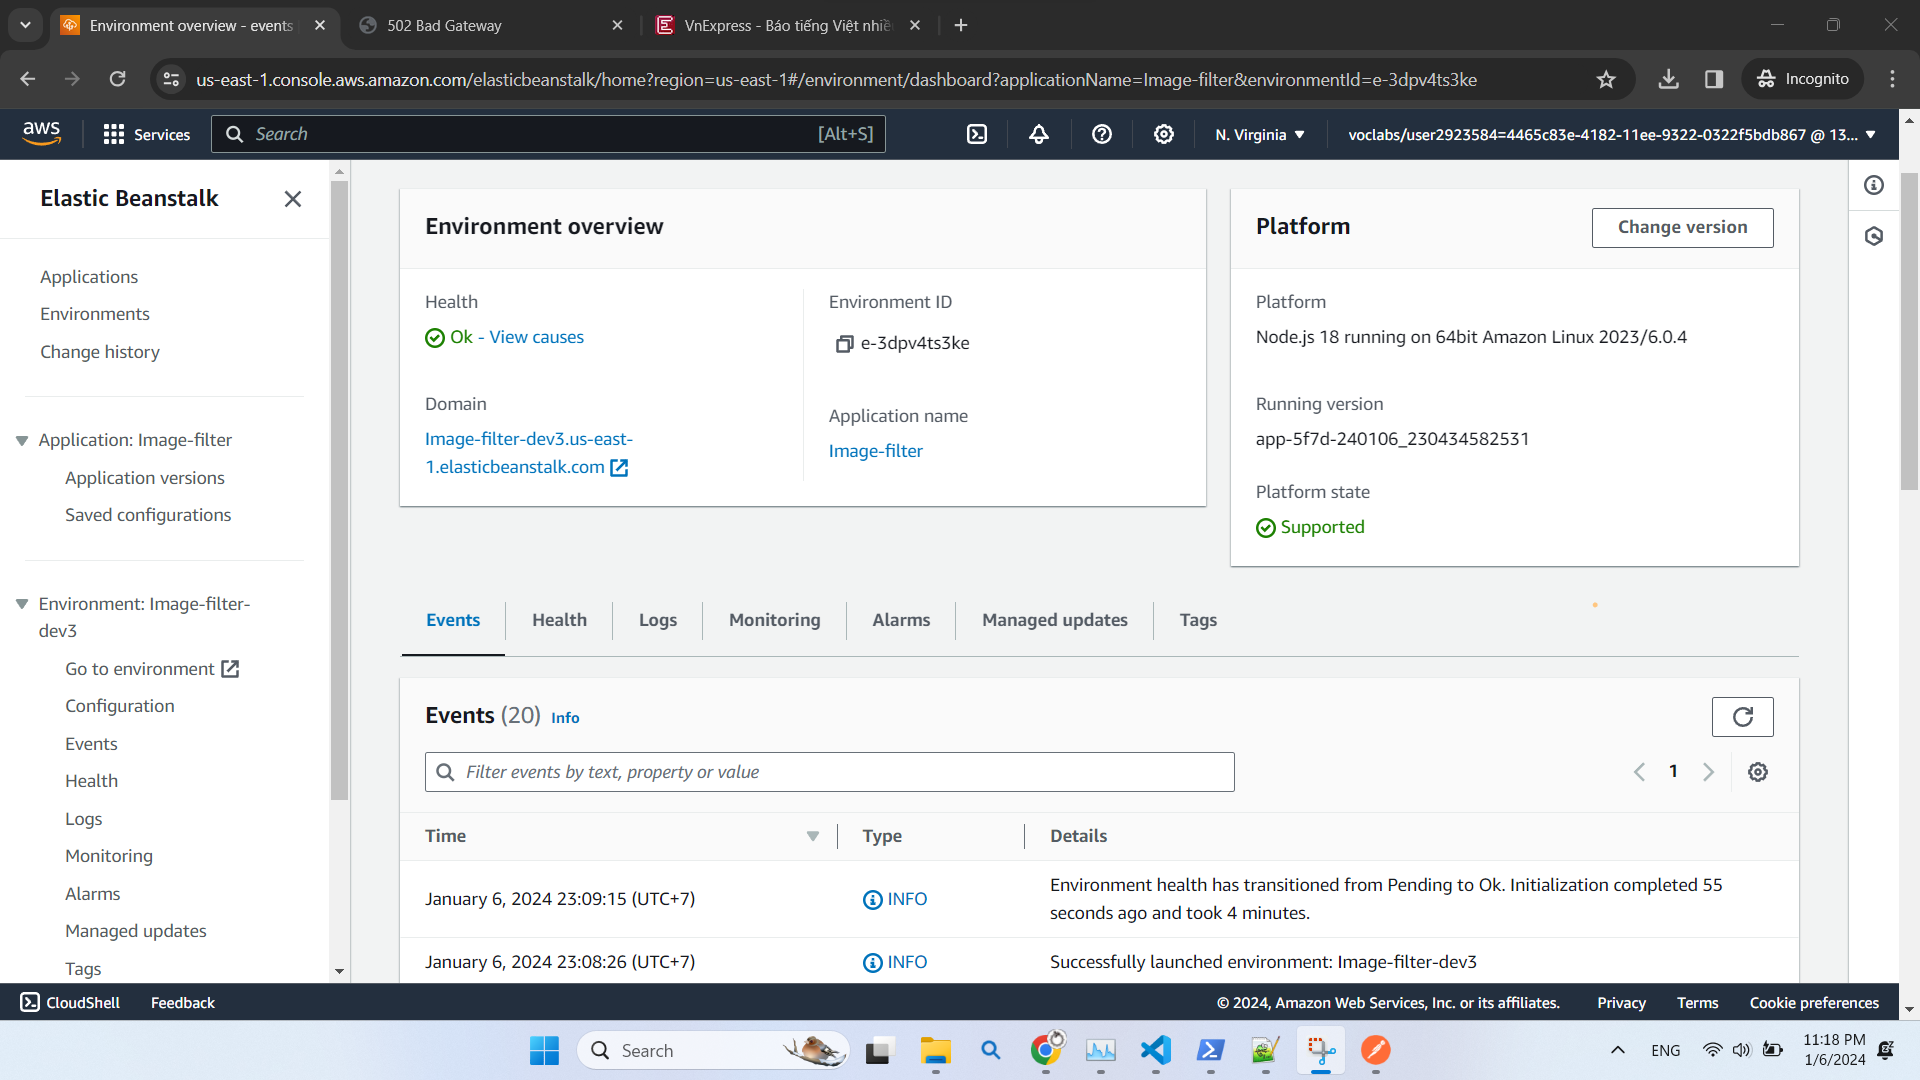 Environment overview - events
502 Bad Gateway
VnExpress - Báo tiếng Việt nhiề
us-east-1.console.aws.amazon.com/elasticbeanstalk/home?region=us-east-1#/environment/dashboard?applicationName=Image-filter&environmentId=e-3dpv4ts3ke
Incognito
aws
Services
Search
[Alt+S]
N. Virginia
voclabs/user2923584=4465c83e-4182-11ee-9322-0322f5bdb867 @ 13...
Elastic Beanstalk
Applications
Environments
Change history
Application: Image-filter
Application versions
Saved configurations
Environment: Image-filter-
dev3
Go to environment
Configuration
Events
Health
Logs
Monitoring
Alarms
Managed updates
Tags
Environment overview
Health
Ok - View causes
Domain
Image-filter-dev3.us-east-
1.elasticbeanstalk.com
Environment ID
e-3dpv4ts3ke
Application name
Image-filter
Platform
Change version
Platform
Node.js 18 running on 64bit Amazon Linux 2023/6.0.4
Running version
app-5f7d-240106_230434582531
Platform state
Supported
Events
Health
Logs
Monitoring
Alarms
Managed updates
Tags
Events (20) Info
Filter events by text, property or value
1
Time
Type
Details
January 6, 2024 23:09:15 (UTC+7)
INFO
Environment health has transitioned from Pending to Ok. Initialization completed 55
seconds ago and took 4 minutes.
January 6, 2024 23:08:26 (UTC+7)
INFO
Successfully launched environment: Image-filter-dev3
CloudShell
Feedback
© 2024, Amazon Web Services, Inc. or its affiliates.
Privacy
Terms
Cookie preferences
Search
ENG
11:18 PM
1/6/2024